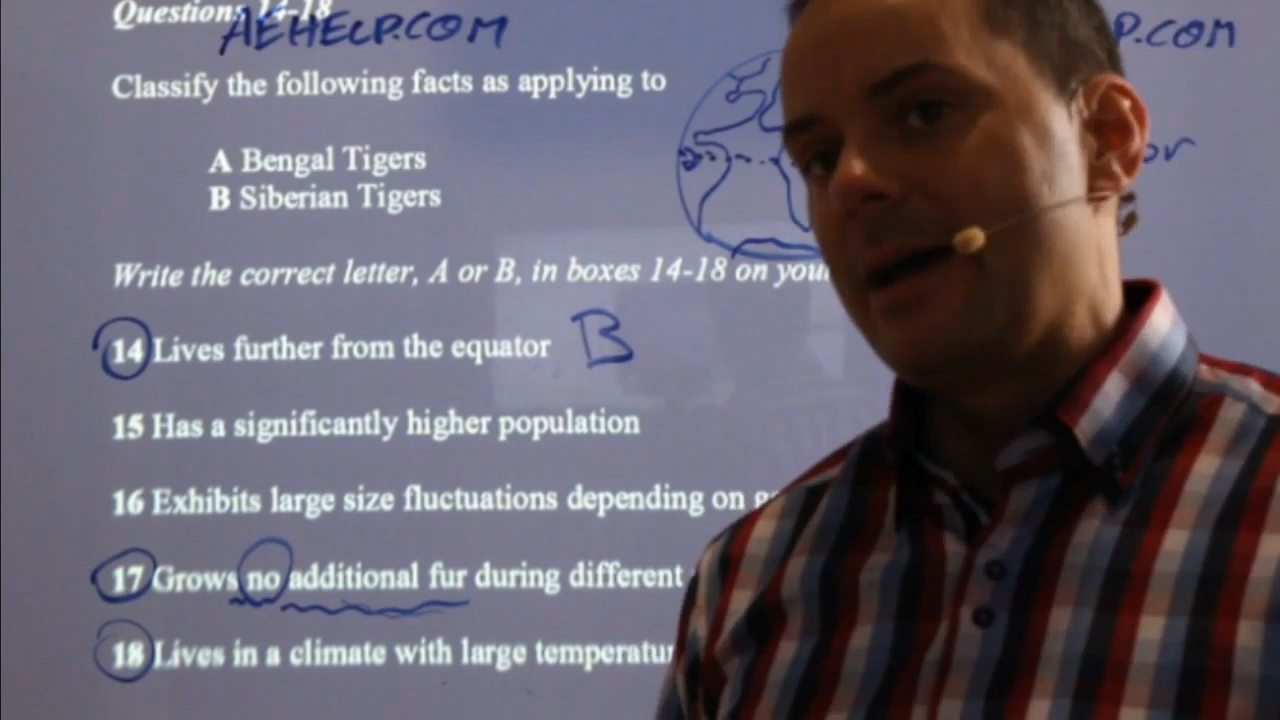 Questions 14-18
AEHELP.COM P.COM
Classify the following facts as applying to
A Bengal Tigers
B Siberian Tigers
Write the correct letter, A or B, in boxes 14-18 on
14 Lives further from the equator B
15 Has a significantly higher population
16 Exhibits large size fluctuations depending on
17 Grows no additional fur during different
18 Lives in a climate with large